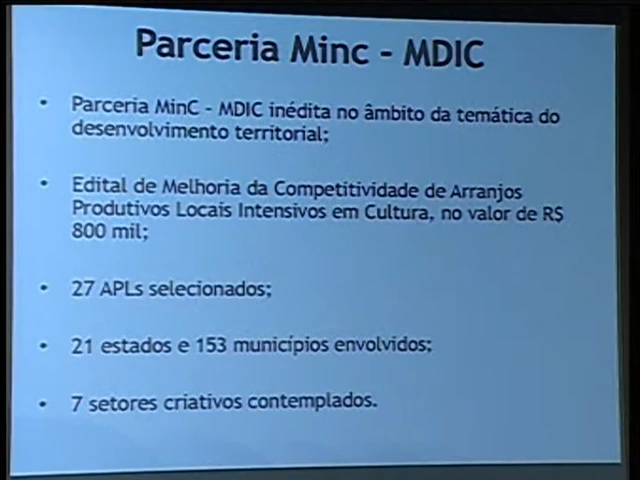 Parceria Minc - MDIC
• Parceria MinC - MDIC inédita no âmbito da temática do
desenvolvimento territorial;
• Edital de Melhoria da Competitividade de Arranjos
Produtivos Locais Intensivos em Cultura, no valor de R$
800 mil;
• 27 APLs selecionados;
• 21 estados e 153 municípios envolvidos;
• 7 setores criativos contemplados.